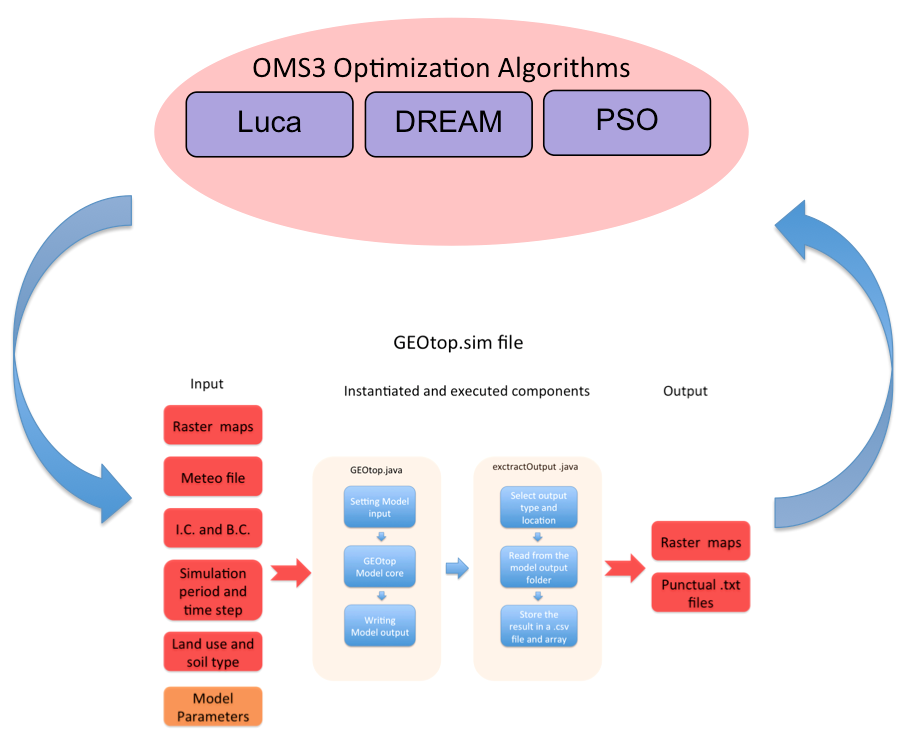 OMS3 Optimization Algorithms
Luca
DREAM
PSO
GEOtop.sim file
Input
Instantiated and executed components
Output
Raster maps
Meteo file
I.C. and B.C.
Simulation
period and
time step
Land use and
soil type
Model
Parameters
GEOtop.java
Setting Model
input
GEOtop
Model core
Writing
Model output
exctractOutput .java
Select output
type and
location
Read from the
model output
folder
Store the
result in a .csv
file and array
Raster maps
Punctual .txt
files